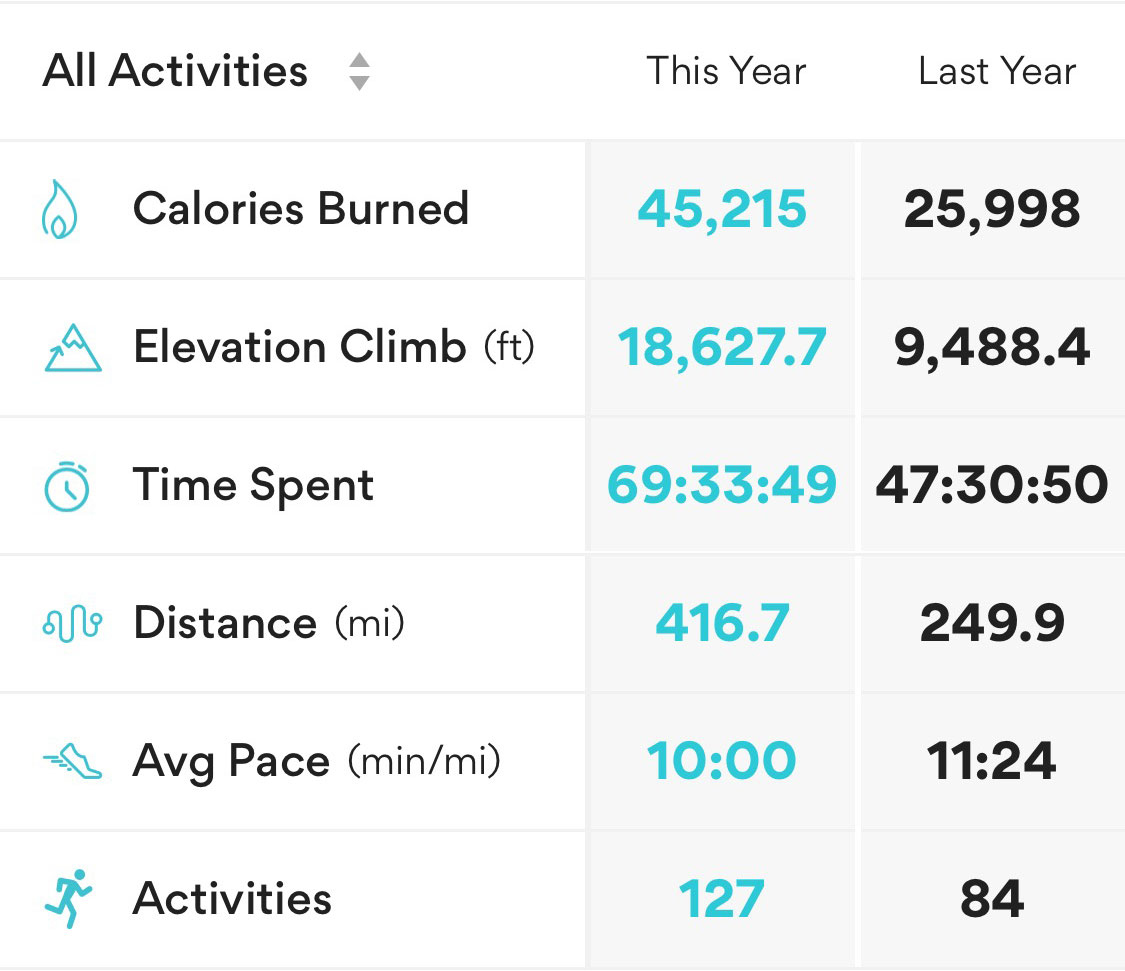 All Activities This Year Last Year
Calories Burned 45,215 25,998
Elevation Climb (ft) 18,627.7 9,488.4
Time Spent 69:33:49 47:30:50
Distance (mi) 416.7 249.9
Avg Pace (min/mi) 10:00 11:24
Activities 127 84